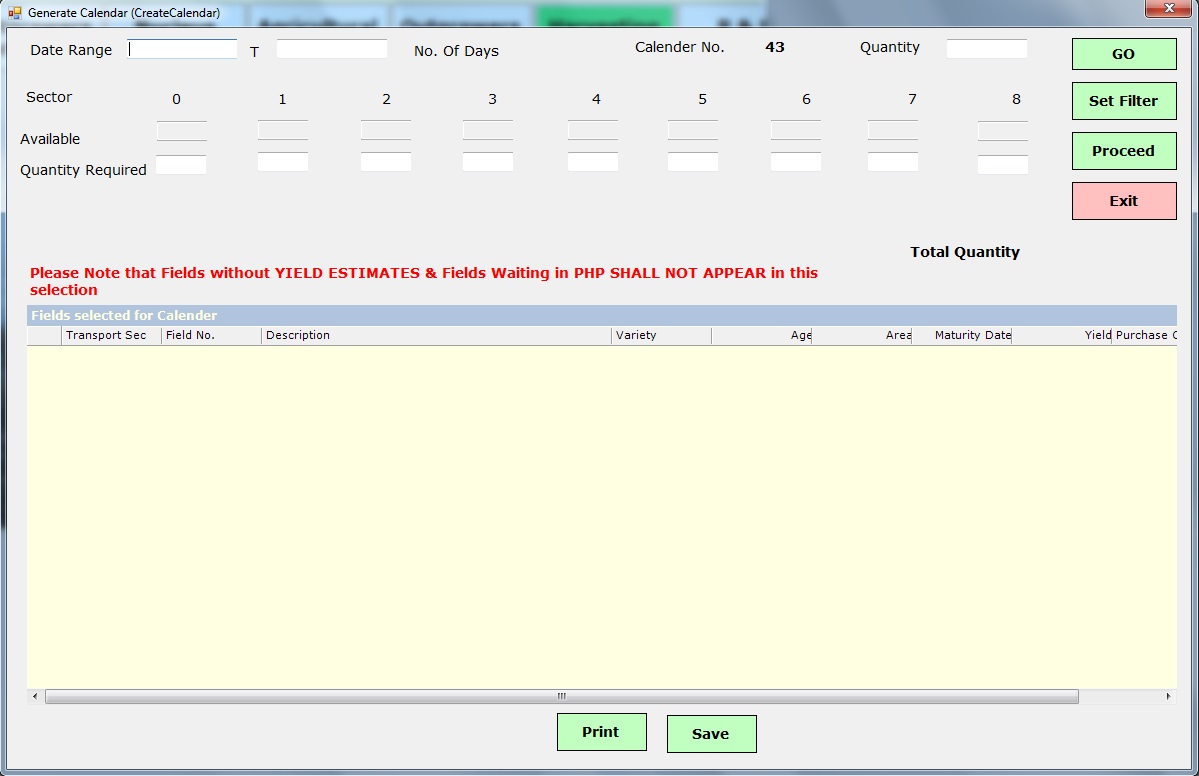 Generate Calendar (CreateCalendar)
Date Range T No. Of Days Calender No. 43 Quantity GO
Sector 0 1 2 3 4 5 6 7 8 Set Filter
Available
Quantity Required Proceed
Exit
Total Quantity
Please Note that Fields without YIELD ESTIMATES & Fields Waiting in PHP SHALL NOT APPEAR in this
selection
Fields selected for Calender
Transport Sec Field No. Description Variety Age Area Maturity Date Yield Purchase
Print Save